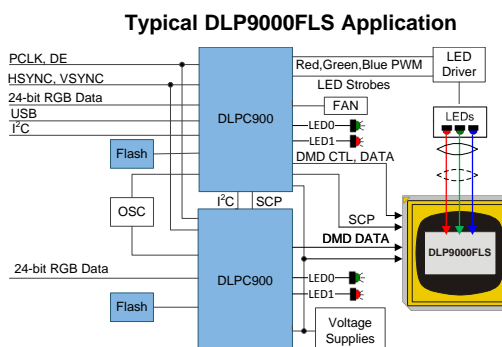 Typical DLP9000FLS Application
PCLK, DE
HSYNC, VSYNC
24-bit RGB Data
USB
I²C
Flash
OSC
DLPC900
Red,Green,Blue PWM
LED Strobes
LED Driver
FAN
LED0
LED1
LEDs
DMD CTL, DATA
I²C
SCP
SCP
DMD DATA
DLP9000FLS
24-bit RGB Data
Flash
DLPC900
LED0
LED1
Voltage
Supplies